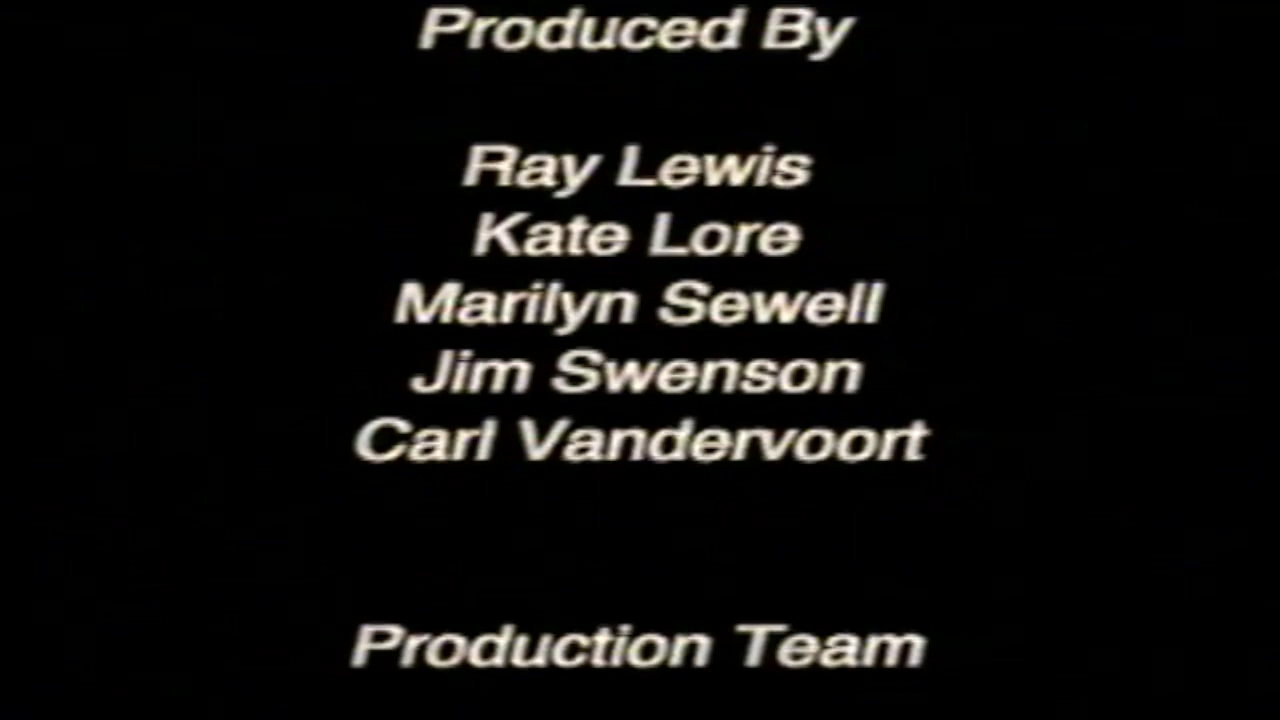 Produced By
Ray Lewis
Kate Lore
Marilyn Sewell
Jim Swenson
Carl Vandervoort
Production Team